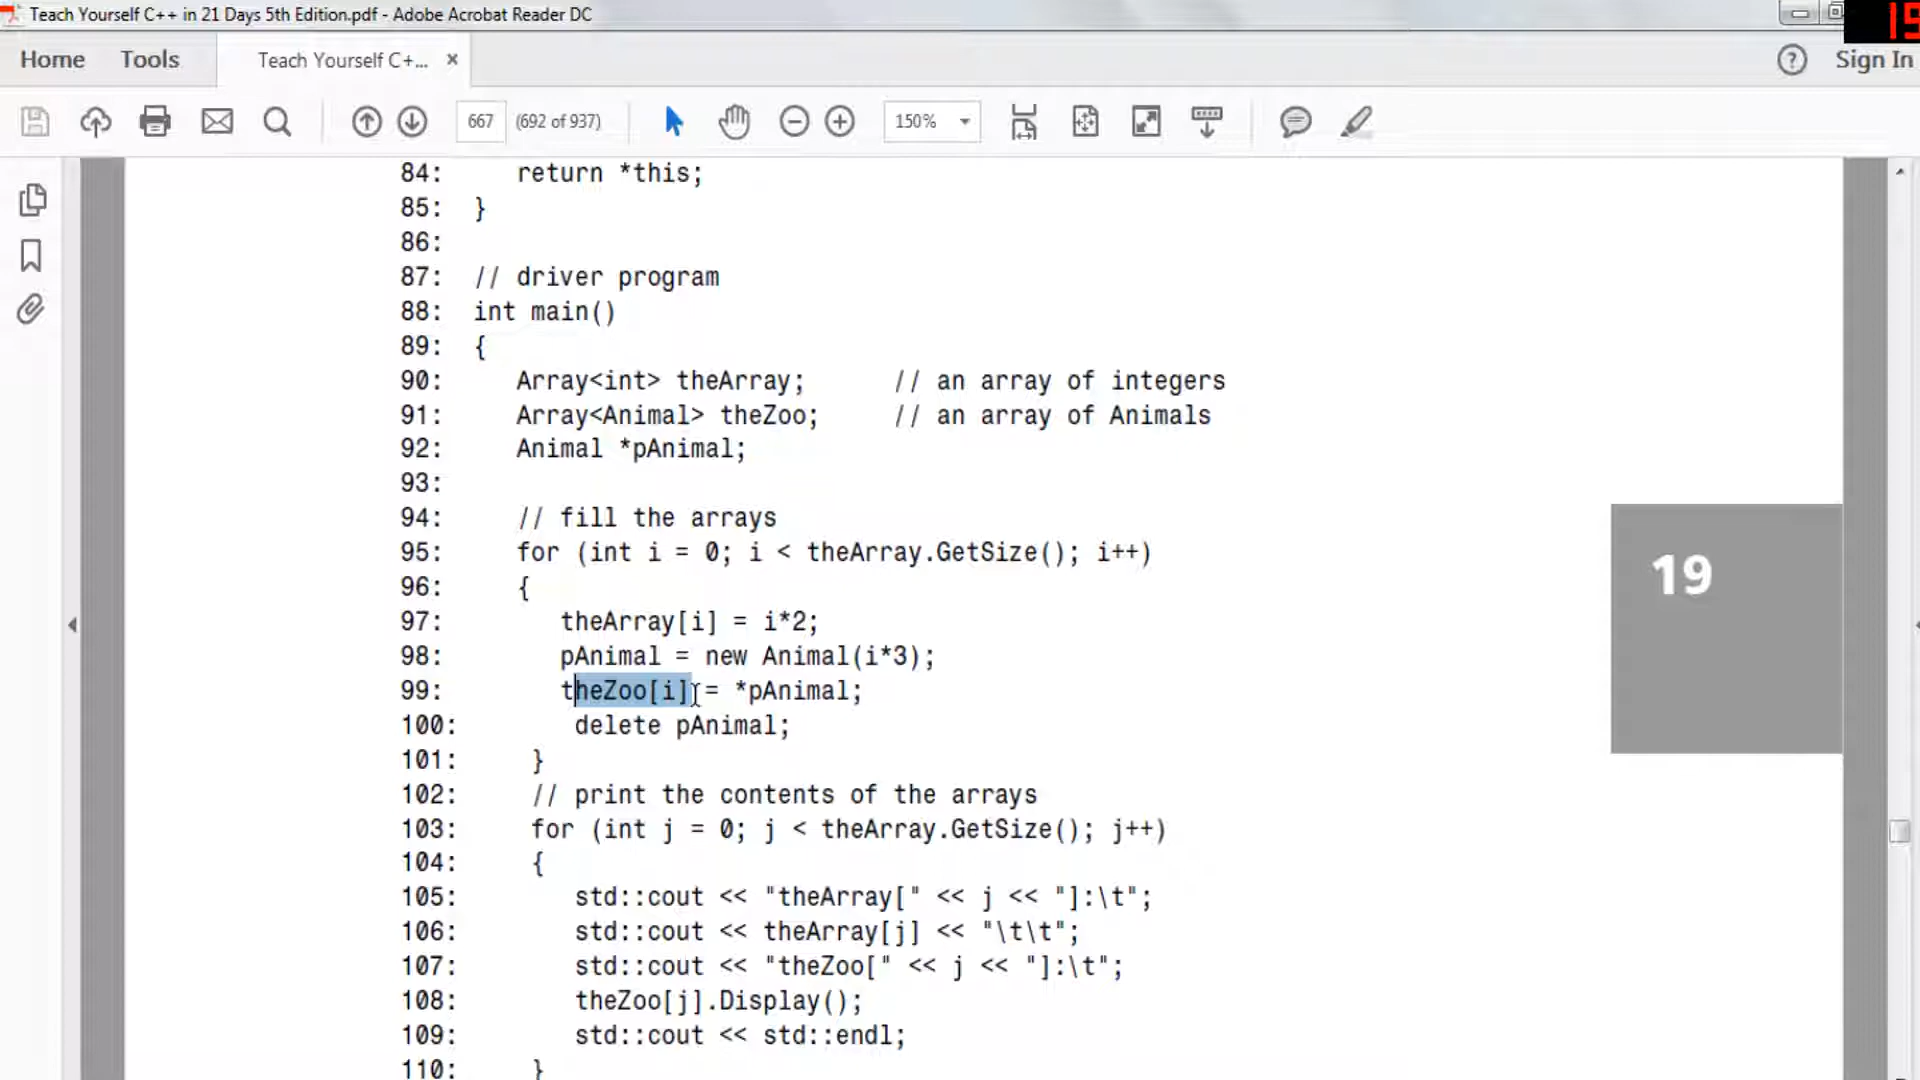 Teach Yourself C++ in 21 Days 5th Edition.pdf - Adobe Acrobat Reader DC
Home Tools Teach Yourself C+... × ? Sign In
667 (692 of 937) 150%
84: return *this;
85: }
86:
87: // driver program
88: int main()
89: {
90: Array<int> theArray; // an array of integers
91: Array<Animal> theZoo; // an array of Animals
92: Animal *pAnimal;
93:
94: // fill the arrays
95: for (int i = 0; i < theArray.GetSize(); i++)
96: {
97: theArray[i] = i*2;
98: pAnimal = new Animal(i*3);
99: theZoo[i] = *pAnimal;
100: delete pAnimal;
101: }
102: // print the contents of the arrays
103: for (int j = 0; j < theArray.GetSize(); j++)
104: {
105: std::cout << "theArray[" << j << "]:\t";
106: std::cout << theArray[j] << "\t\t";
107: std::cout << "theZoo[" << j << "]:\t";
108: theZoo[j].Display();
109: std::cout << std::endl;
110: }
19